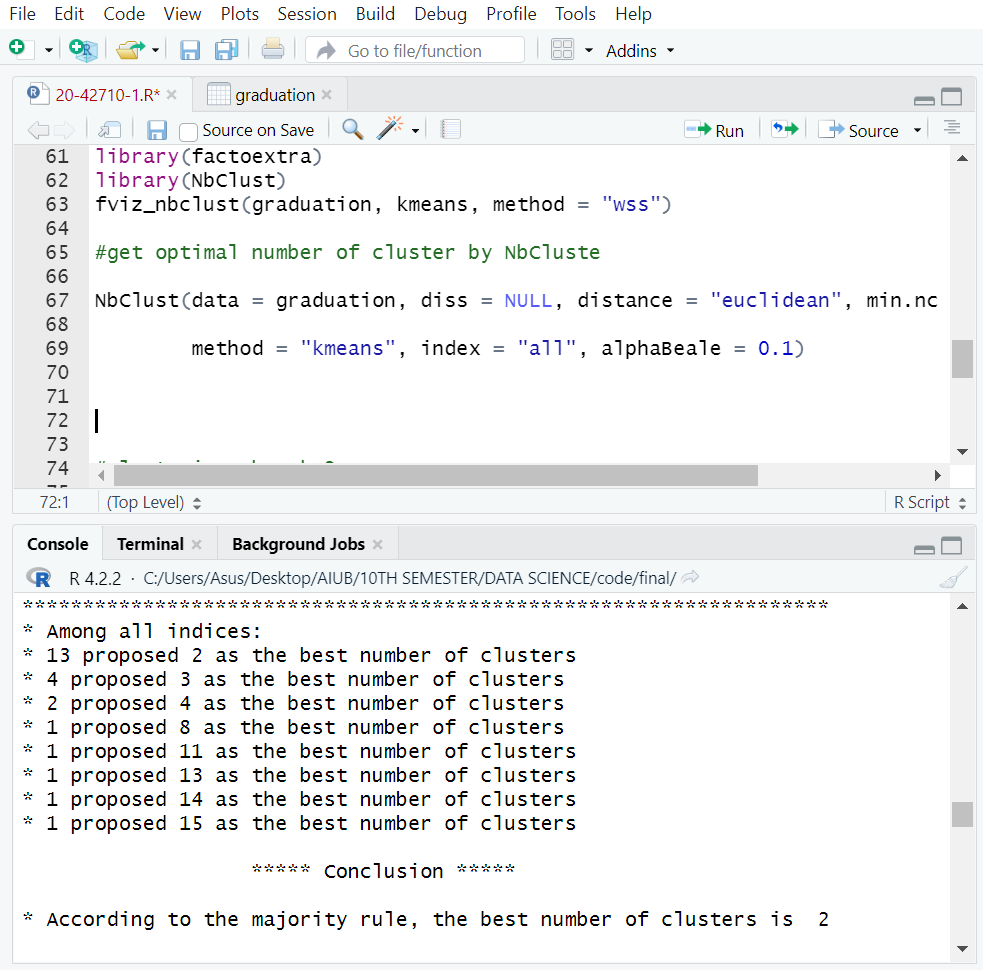 File Edit Code View Plots Session Build Debug Profile Tools Help
Go to file/function Addins
20-42710-1.R* graduation
Source on Save Run Source
61 library(factoextra)
62 library(NbClust)
63 fviz_nbclust(graduation, kmeans, method = "wss")
64
65 #get optimal number of cluster by NbCluste
66
67 NbClust(data = graduation, diss = NULL, distance = "euclidean", min.nc
68
69 method = "kmeans", index = "all", alphaBeale = 0.1)
70
71
72
73
74
72:1 (Top Level) R Script
Console Terminal Background Jobs
R R 4.2.2 · C:/Users/Asus/Desktop/AIUB/10TH SEMESTER/DATA SCIENCE/code/final/
*******************************************************************
* Among all indices:
* 13 proposed 2 as the best number of clusters
* 4 proposed 3 as the best number of clusters
* 2 proposed 4 as the best number of clusters
* 1 proposed 8 as the best number of clusters
* 1 proposed 11 as the best number of clusters
* 1 proposed 13 as the best number of clusters
* 1 proposed 14 as the best number of clusters
* 1 proposed 15 as the best number of clusters
***** Conclusion *****
* According to the majority rule, the best number of clusters is 2